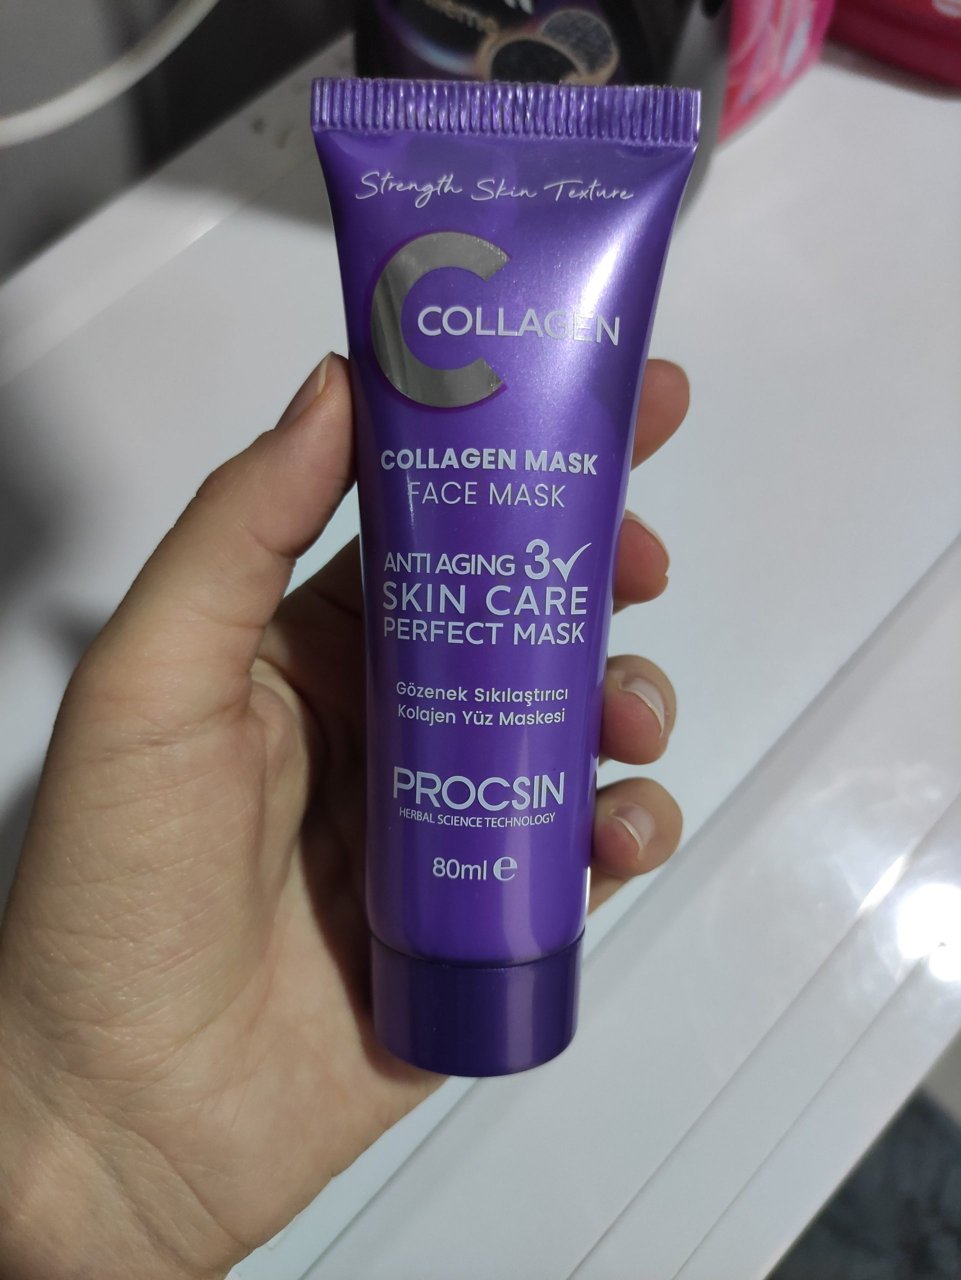 Strength Skin Texture
COLLAGEN
COLLAGEN MASK
FACE MASK
ANTI AGING 3✓
SKIN CARE
PERFECT MASK
Gözenek Sıkılaştırıcı
Kolajen Yüz Maskesi
PROCSIN
HERBAL SCIENCE TECHNOLOGY
80ml ℮